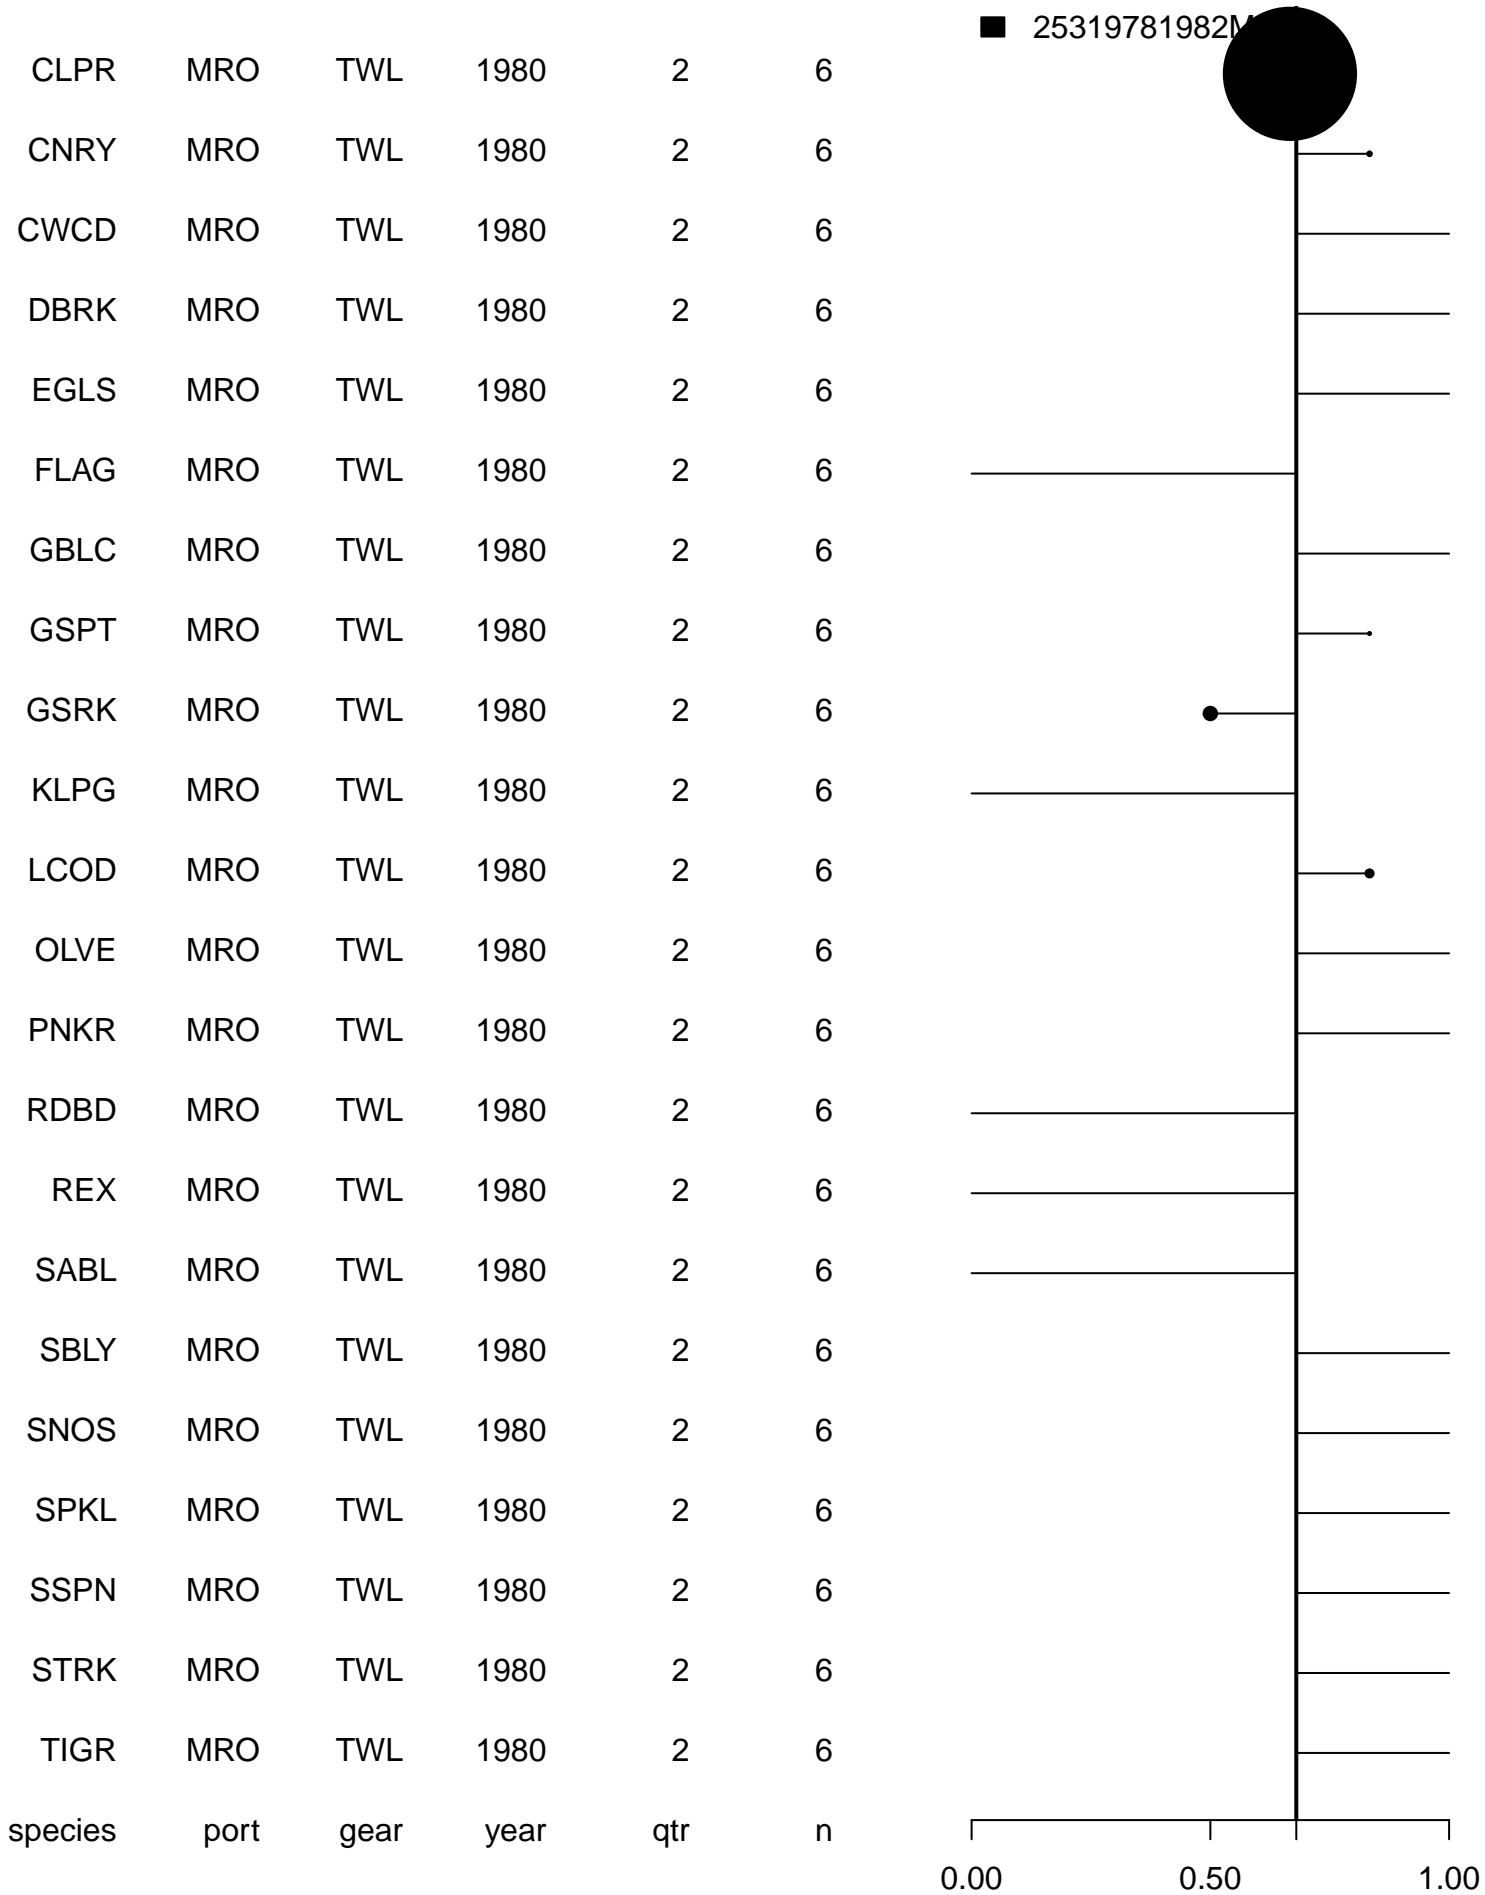 25319781982M
CLPR MRO TWL 1980 2 6
CNRY MRO TWL 1980 2 6
CWCD MRO TWL 1980 2 6
DBRK MRO TWL 1980 2 6
EGLS MRO TWL 1980 2 6
FLAG MRO TWL 1980 2 6
GBLC MRO TWL 1980 2 6
GSPT MRO TWL 1980 2 6
GSRK MRO TWL 1980 2 6
KLPG MRO TWL 1980 2 6
LCOD MRO TWL 1980 2 6
OLVE MRO TWL 1980 2 6
PNKR MRO TWL 1980 2 6
RDBD MRO TWL 1980 2 6
REX MRO TWL 1980 2 6
SABL MRO TWL 1980 2 6
SBLY MRO TWL 1980 2 6
SNOS MRO TWL 1980 2 6
SPKL MRO TWL 1980 2 6
SSPN MRO TWL 1980 2 6
STRK MRO TWL 1980 2 6
TIGR MRO TWL 1980 2 6
species port gear year qtr n
0.00 0.50 1.00